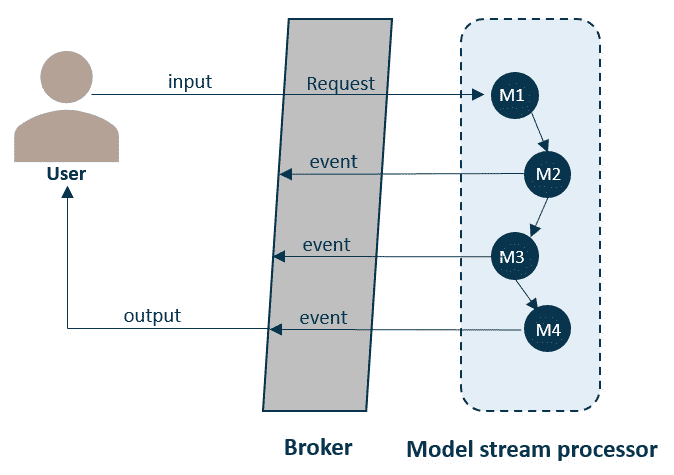 input
Request
M1
User
event
M2
event
M3
output
event
M4
Broker
Model stream processor